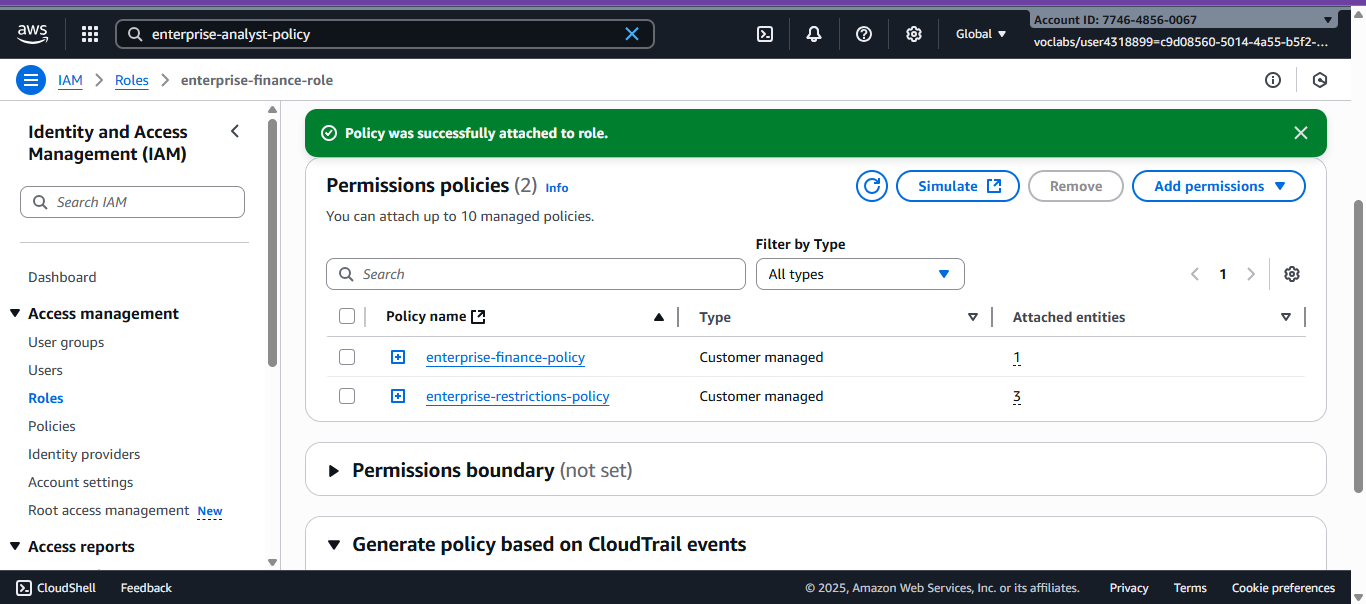 aws
enterprise-analyst-policy
Global
Account ID: 7746-4856-0067
voclabs/user4318899=c9d08560-5014-4a55-b5f2-...
IAM > Roles > enterprise-finance-role
Identity and Access Management (IAM)
Search IAM
Dashboard
Access management
User groups
Users
Roles
Policies
Identity providers
Account settings
Root access management New
Access reports
Policy was successfully attached to role.
Permissions policies (2) Info
Simulate
Remove
Add permissions
You can attach up to 10 managed policies.
Filter by Type
Search
All types
1
Policy name Type Attached entities
enterprise-finance-policy Customer managed 1
enterprise-restrictions-policy Customer managed 3
Permissions boundary (not set)
Generate policy based on CloudTrail events
CloudShell Feedback © 2025, Amazon Web Services, Inc. or its affiliates. Privacy Terms Cookie preferences